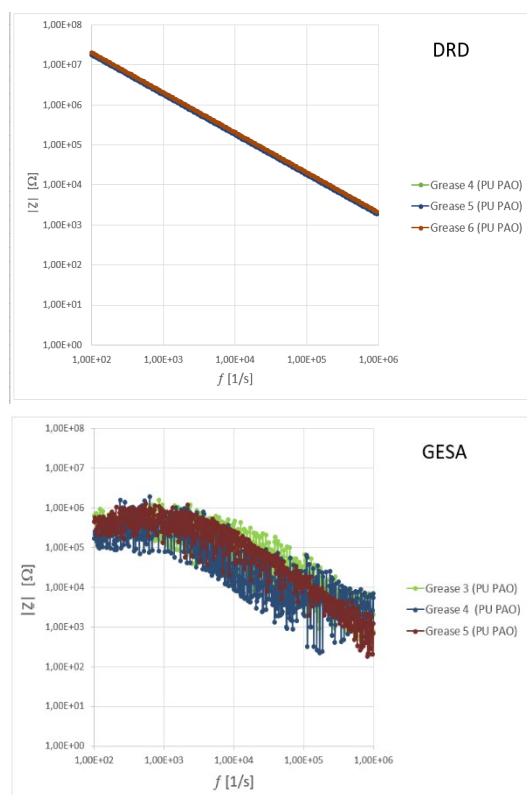 DRD
1,00E+08
1,00E+07
1,00E+06
1,00E+05
1,00E+04
1,00E+03
1,00E+02
1,00E+01
1,00E+00
|Z| [Ω]
1,00E+02 1,00E+03 1,00E+04 1,00E+05 1,00E+06
f [1/s]
Grease 4 (PU PAO)
Grease 5 (PU PAO)
Grease 6 (PU PAO)
GESA
1,00E+08
1,00E+07
1,00E+06
1,00E+05
1,00E+04
1,00E+03
1,00E+02
1,00E+01
1,00E+00
|Z| [Ω]
1,00E+02 1,00E+03 1,00E+04 1,00E+05 1,00E+06
f [1/s]
Grease 3 (PU PAO)
Grease 4 (PU PAO)
Grease 5 (PU PAO)